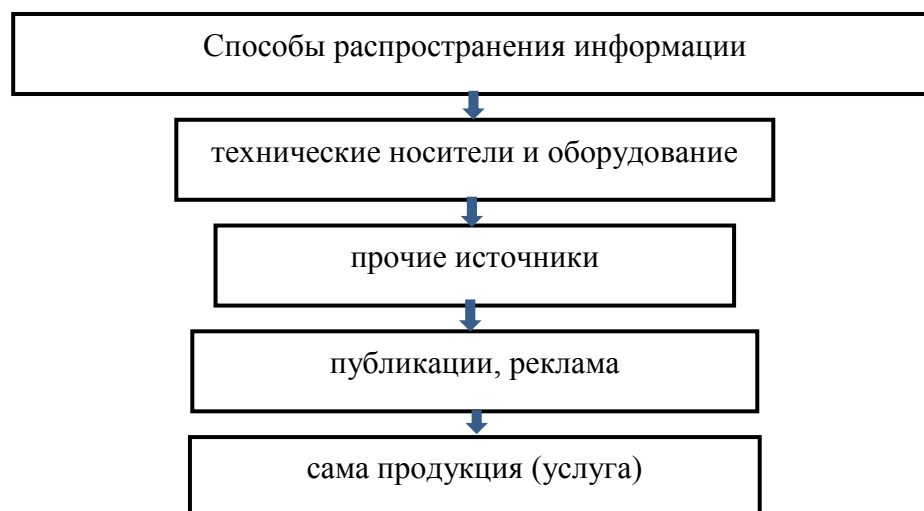 Способы распространения информации
технические носители и оборудование
прочие источники
публикации, реклама
сама продукция (услуга)